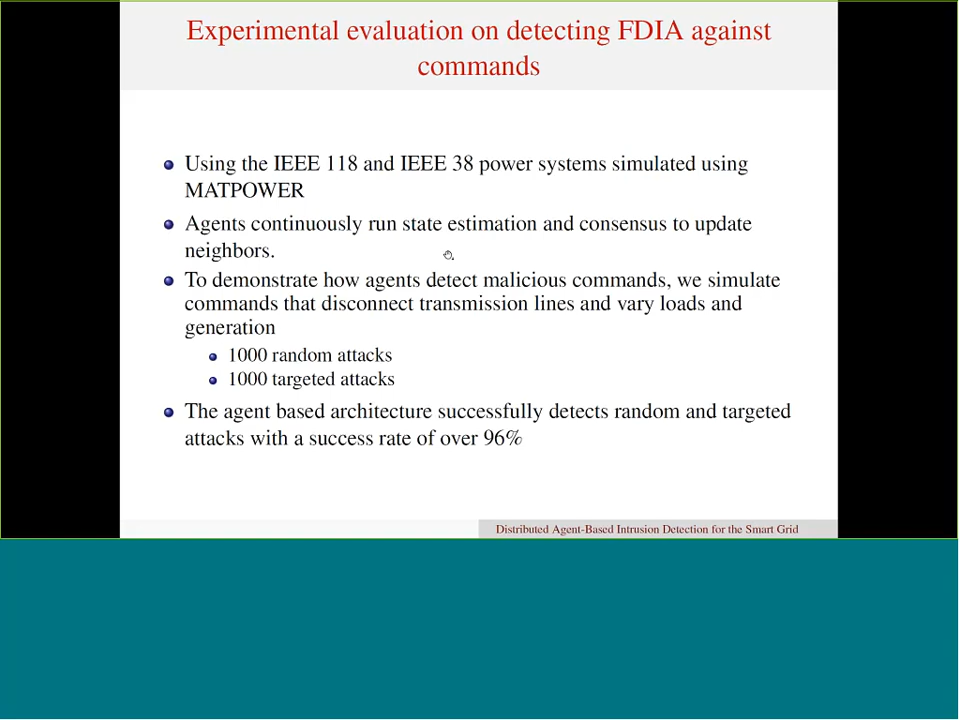 Experimental evaluation on detecting FDIA against
commands
Using the IEEE 118 and IEEE 38 power systems simulated using
MATPOWER
Agents continuously run state estimation and consensus to update
neighbors.
To demonstrate how agents detect malicious commands, we simulate
commands that disconnect transmission lines and vary loads and
generation
1000 random attacks
1000 targeted attacks
The agent based architecture successfully detects random and targeted
attacks with a success rate of over 96%
Distributed Agent-Based Intrusion Detection for the Smart Grid